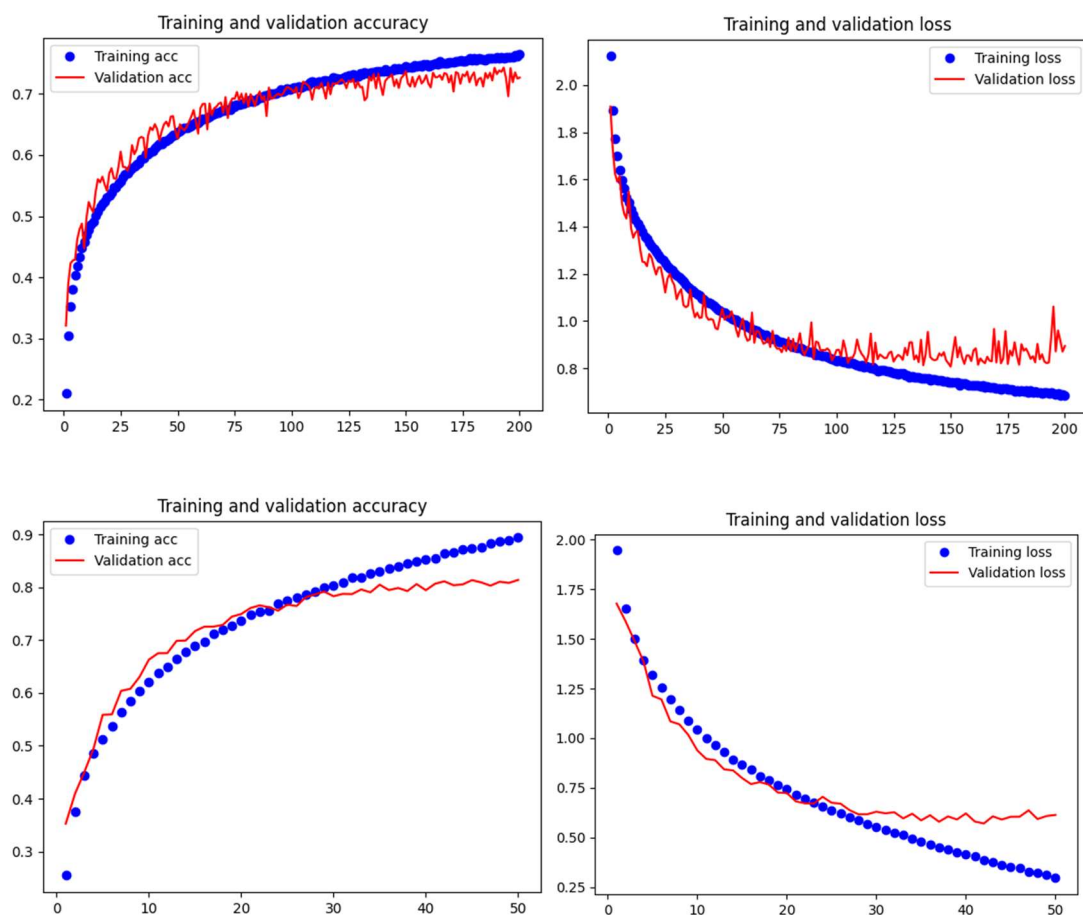 Training and validation accuracy
Training acc
Validation acc
0.7
0.6
0.5
0.4
0.3
0.2
0 25 50 75 100 125 150 175 200
Training and validation loss
Training loss
Validation loss
2.0
1.8
1.6
1.4
1.2
1.0
0.8
0 25 50 75 100 125 150 175 200
Training and validation accuracy
Training acc
Validation acc
0.9
0.8
0.7
0.6
0.5
0.4
0.3
0 10 20 30 40 50
Training and validation loss
Training loss
Validation loss
2.00
1.75
1.50
1.25
1.00
0.75
0.50
0.25
0 10 20 30 40 50